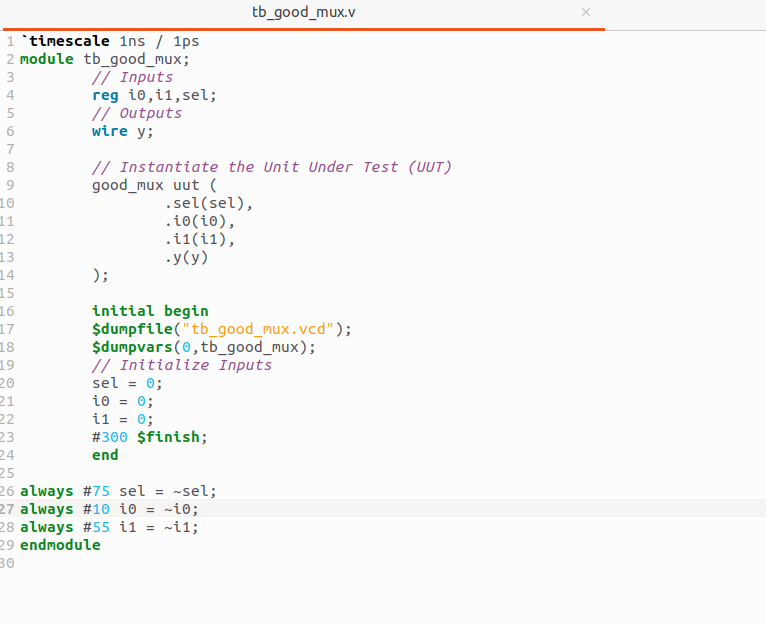 tb_good_mux.v ×
1 `timescale 1ns / 1ps
2 module tb_good_mux;
3 // Inputs
4 reg i0,i1,sel;
5 // Outputs
6 wire y;
7
8 // Instantiate the Unit Under Test (UUT)
9 good_mux uut (
10 .sel(sel),
11 .i0(i0),
12 .i1(i1),
13 .y(y)
14 );
15
16 initial begin
17 $dumpfile("tb_good_mux.vcd");
18 $dumpvars(0,tb_good_mux);
19 // Initialize Inputs
20 sel = 0;
21 i0 = 0;
22 i1 = 0;
23 #300 $finish;
24 end
25
26 always #75 sel = ~sel;
27 always #10 i0 = ~i0;
28 always #55 i1 = ~i1;
29 endmodule
30